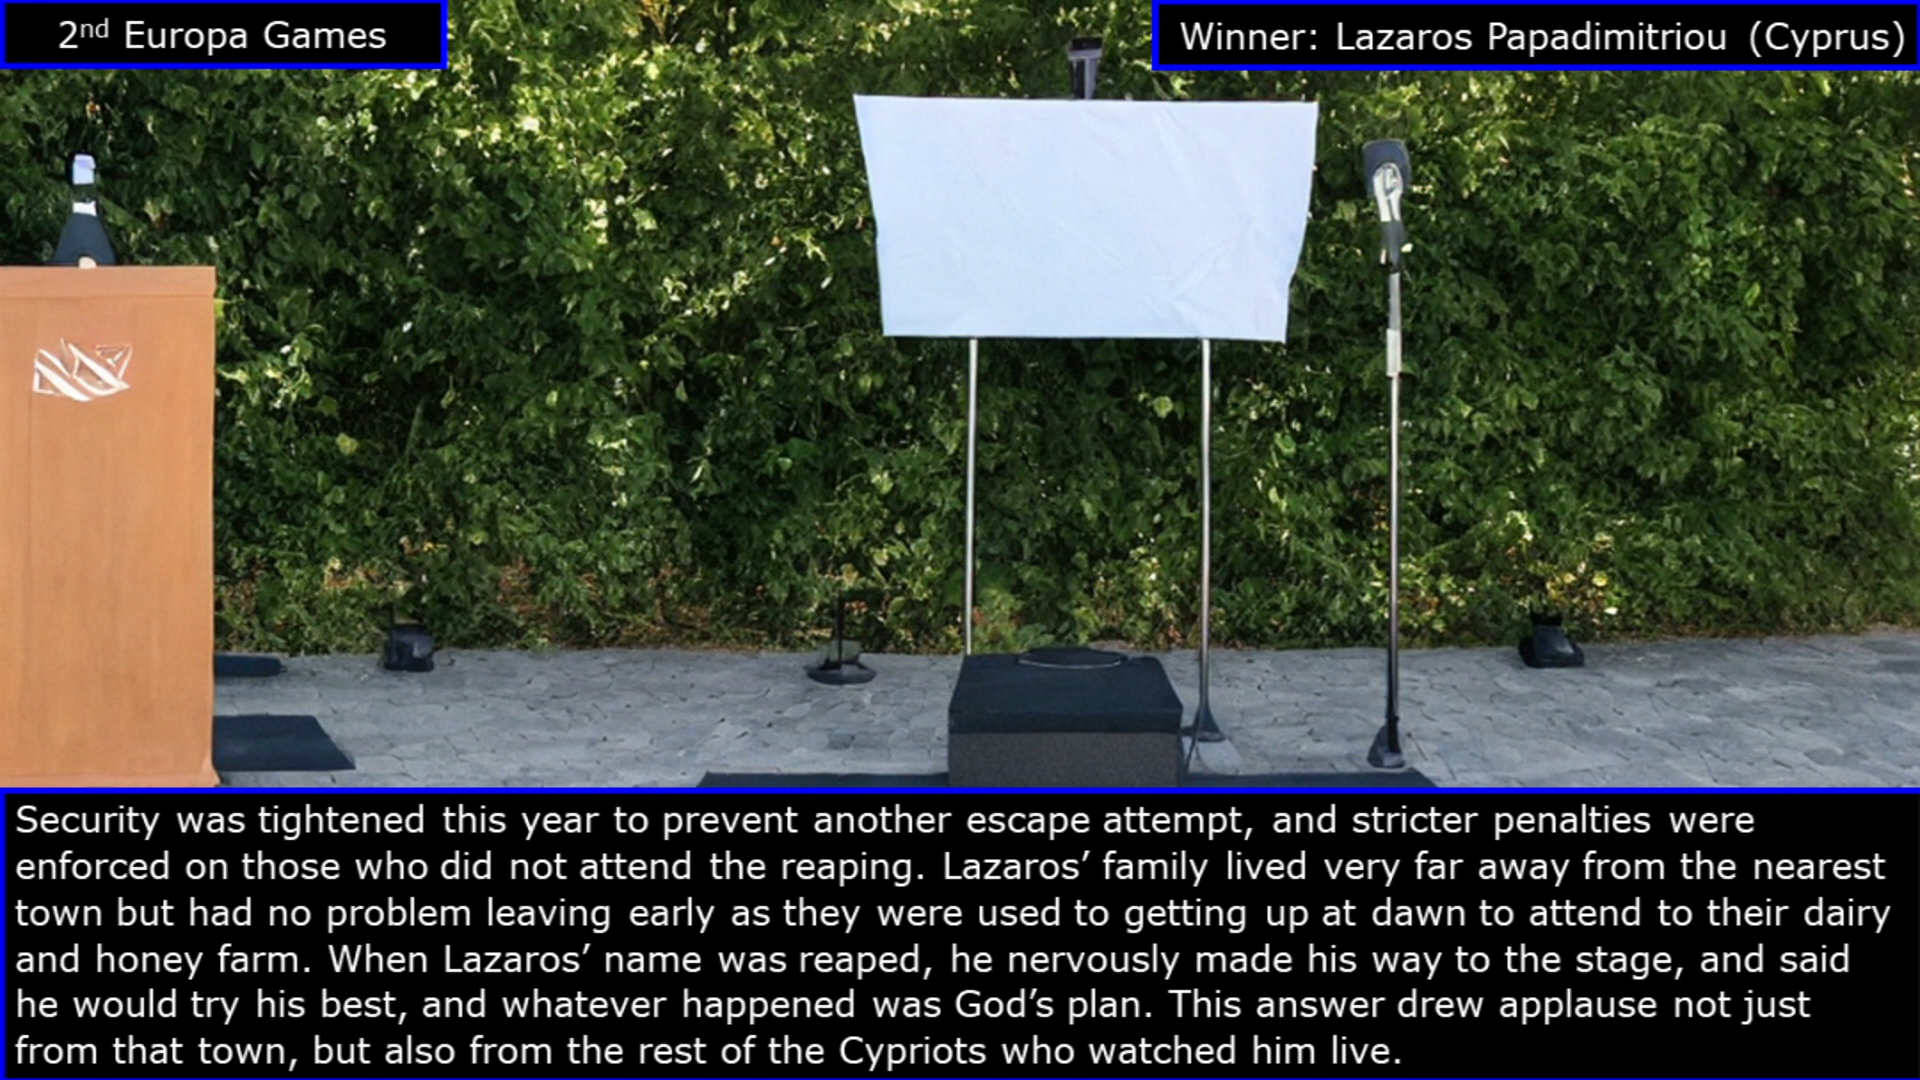 2nd Europa Games
Winner: Lazaros Papadimitriou (Cyprus)
Security was tightened this year to prevent another escape attempt, and stricter penalties were
enforced on those who did not attend the reaping. Lazaros’ family lived very far away from the nearest
town but had no problem leaving early as they were used to getting up at dawn to attend to their dairy
and honey farm. When Lazaros’ name was reaped, he nervously made his way to the stage, and said
he would try his best, and whatever happened was God’s plan. This answer drew applause not just
from that town, but also from the rest of the Cypriots who watched him live.